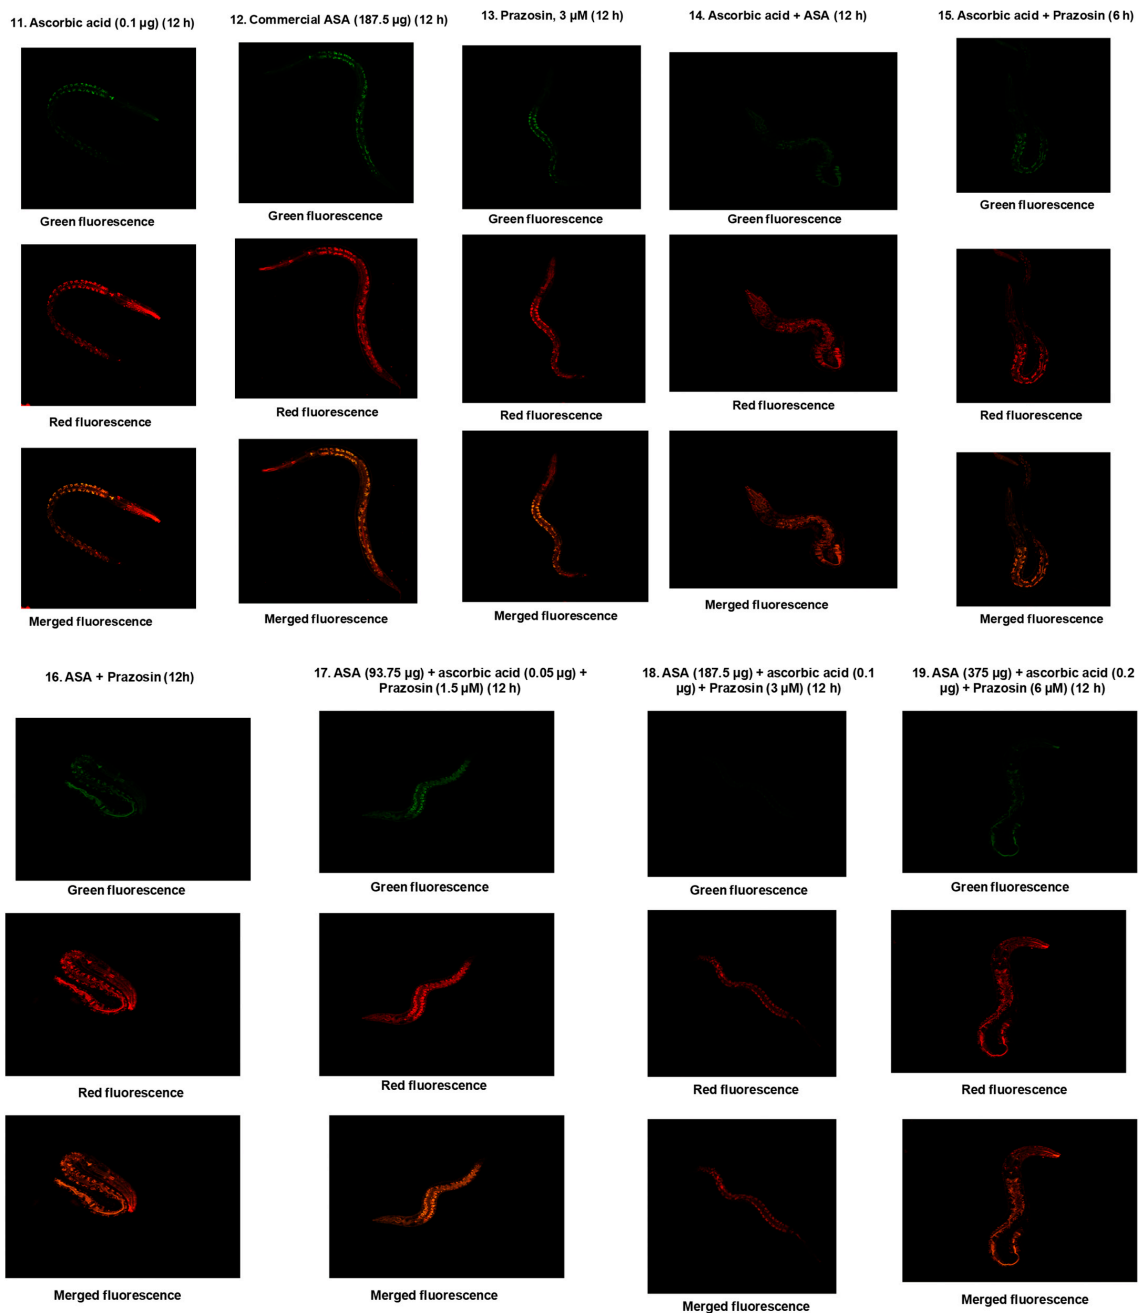 11. Ascorbic acid (0.1 µg) (12 h)
12. Commercial ASA (187.5 µg) (12 h)
13. Prazosin, 3 µM (12 h)
14. Ascorbic acid + ASA (12 h)
15. Ascorbic acid + Prazosin (6 h)
Green fluorescence
Green fluorescence
Green fluorescence
Green fluorescence
Green fluorescence
Red fluorescence
Red fluorescence
Red fluorescence
Red fluorescence
Red fluorescence
Merged fluorescence
Merged fluorescence
Merged fluorescence
Merged fluorescence
Merged fluorescence
16. ASA + Prazosin (12h)
17. ASA (93.75 µg) + ascorbic acid (0.05 µg) +
Prazosin (1.5 µM) (12 h)
18. ASA (187.5 µg) + ascorbic acid (0.1
µg) + Prazosin (3 µM) (12 h)
19. ASA (375 µg) + ascorbic acid (0.2
µg) + Prazosin (6 µM) (12 h)
Green fluorescence
Green fluorescence
Green fluorescence
Green fluorescence
Red fluorescence
Red fluorescence
Red fluorescence
Red fluorescence
Merged fluorescence
Merged fluorescence
Merged fluorescence
Merged fluorescence